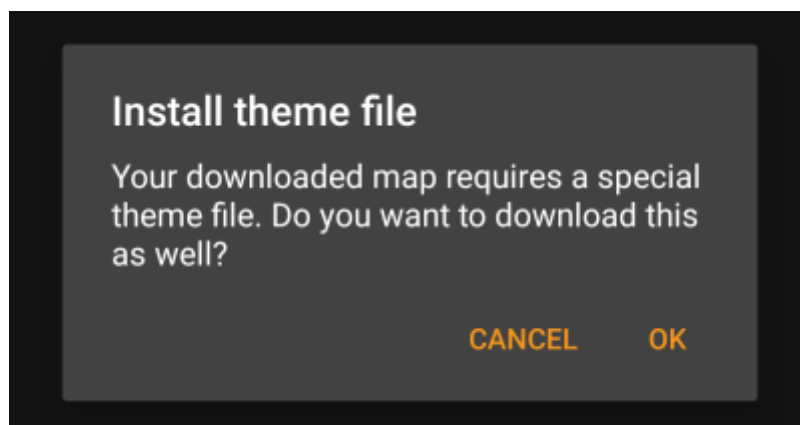 Install theme file
Your downloaded map requires a special
theme file. Do you want to download this
as well?
CANCEL OK